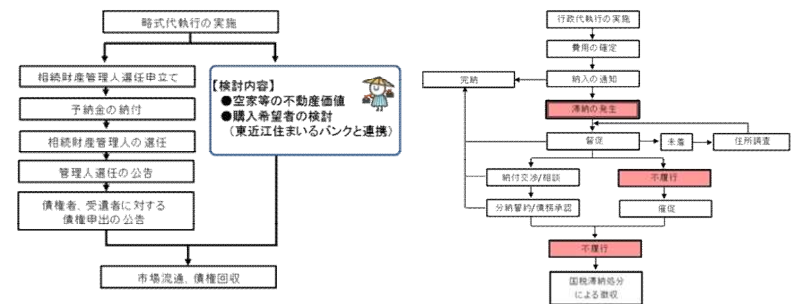 略式代執行の実施
相続財産管理人選任申立て
予納金の納付
相続財産管理人の選任
管理人選任の公告
債権者、受遺者に対する
債権申出の公告
【検討内容】
●空家等の不動産価値
●購入希望者の検討
（東近江住まいるバンクと連携）
市場流通、債権回収
行政代執行の実施
費用の確定
納入の通知
完納
滞納の発生
督促
未着
住所調査
納付交渉/相談
不履行
分納誓約/債務承認
催促
不履行
国税滞納処分
による徴収